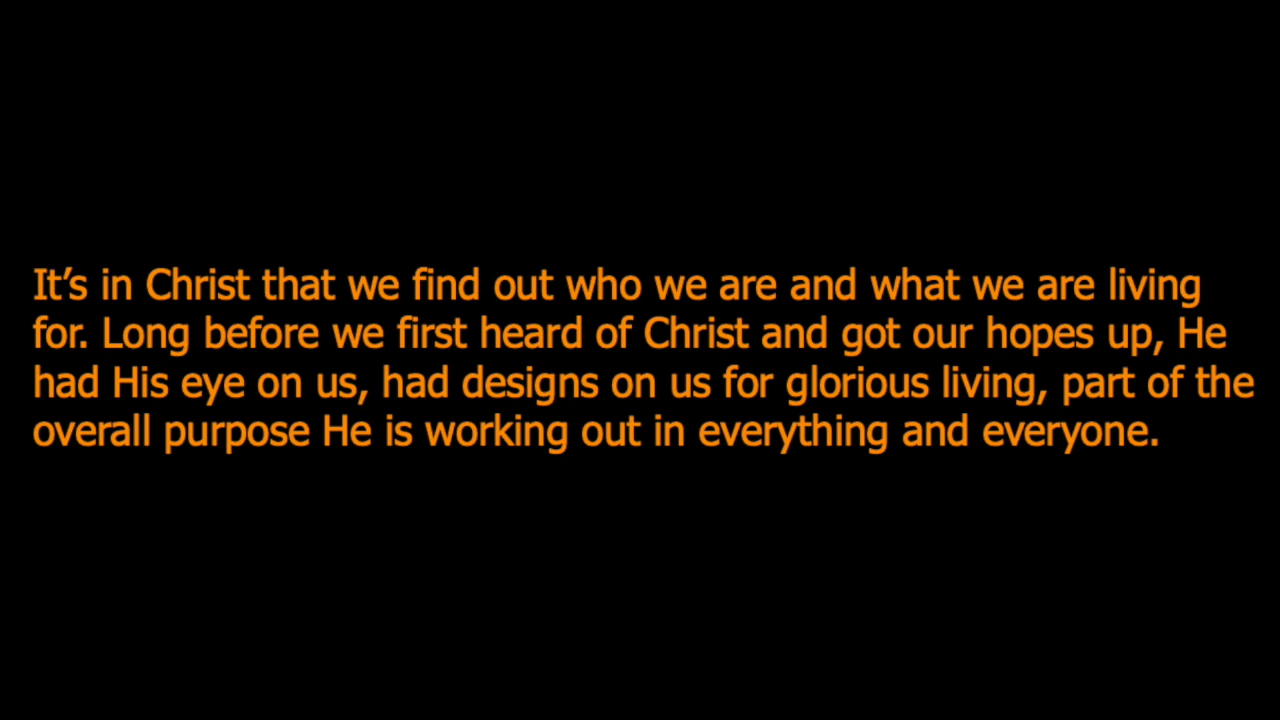 It’s in Christ that we find out who we are and what we are living
for. Long before we first heard of Christ and got our hopes up, He
had His eye on us, had designs on us for glorious living, part of the
overall purpose He is working out in everything and everyone.